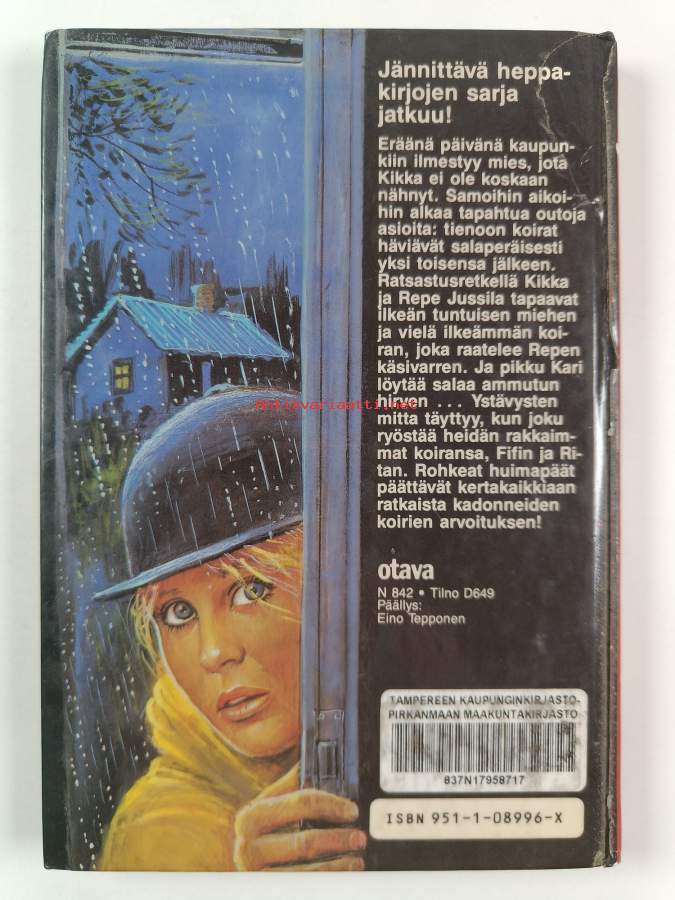 Jännittävä heppa-
kirjojen sarja
jatkuu!
Eräänä päivänä kaupun-
kiin ilmestyy mies, jota
Kikka ei ole koskaan
nähnyt. Samoihin aikoi-
hin alkaa tapahtua outoja
asioita: tienoon koirat
häviävät salaperäisesti
yksi toisensa jälkeen.
Ratsastusretkellä Kikka
ja Repe Jussila tapaavat
ilkeän tuntuisen miehen
ja vielä ilkeämmän koi-
ran, joka raatelee Repen
käsivarren. Ja pikku Kari
löytää salaa ammutun
hirven ... Ystävysten
mitta täyttyy, kun joku
ryöstää heidän rakkaim-
mat koiransa, Fifin ja Ri-
tan. Rohkeat huimapäät
päättävät kertakaikkiaan
ratkaista kadonneiden
koirien arvoituksen!
otava
N 842 • Tilno D649
Päällys:
Eino Tepponen
TAMPEREEN KAUPUNGINKIRJASTO-
PIRKANMAAN MAAKUNTAKIRJASTO
837N17958717
ISBN 951-1-08996-X
Antikvariaatti.net